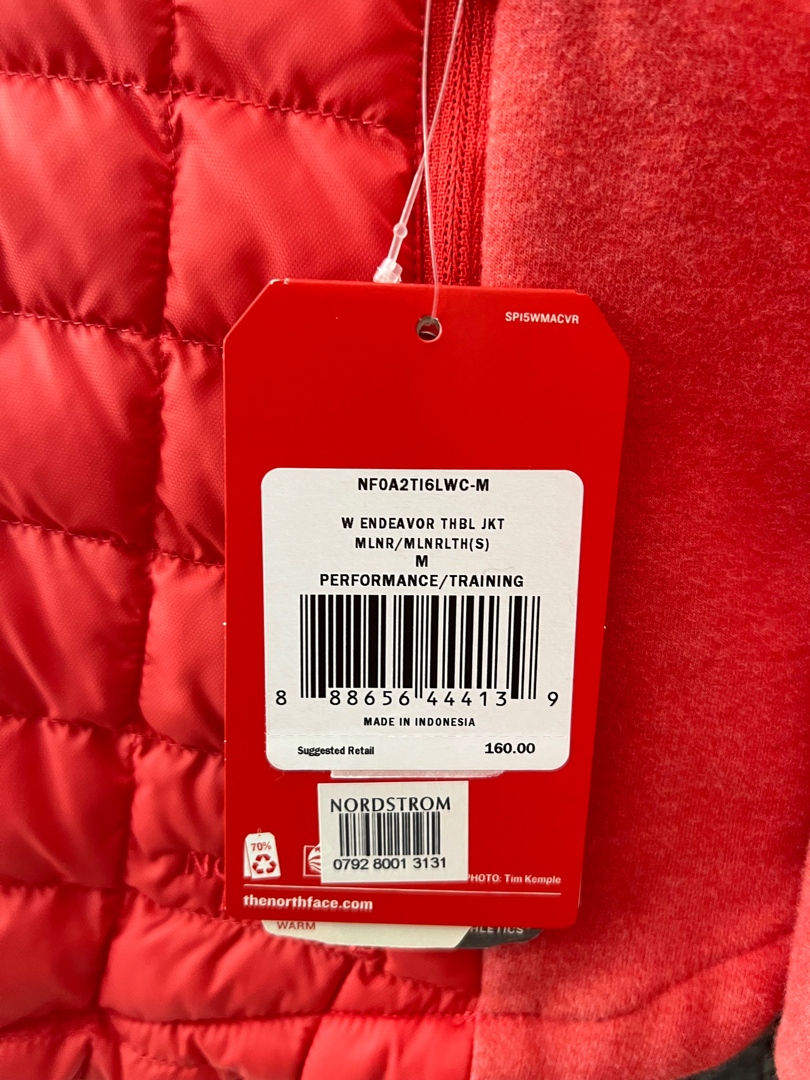 SP15WMACVR
NF0A2TI6LWC-M
W ENDEAVOR THBL JKT
MLNR/MLNRLTH(S)
M
PERFORMANCE/TRAINING
8 88656 44413 9
MADE IN INDONESIA
Suggested Retail 160.00
NORDSTROM
0792 8001 3131
70%
PHOTO: Tim Kemple
thenorthface.com
WARM